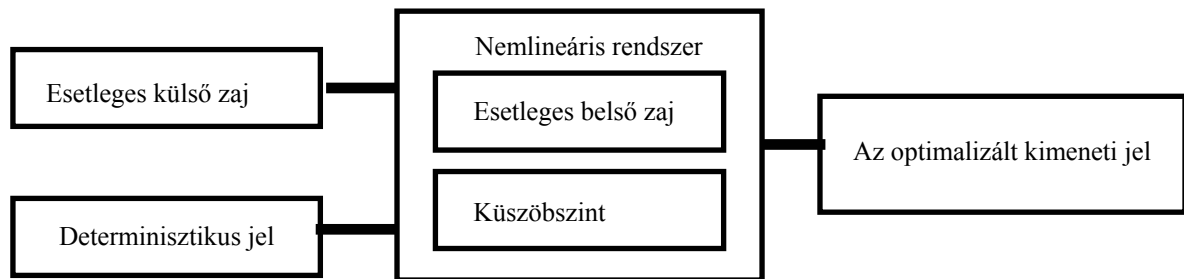 Esetleges külső zaj
Determinisztikus jel
Nemlineáris rendszer
Esetleges belső zaj
Küszöbszint
Az optimalizált kimeneti jel